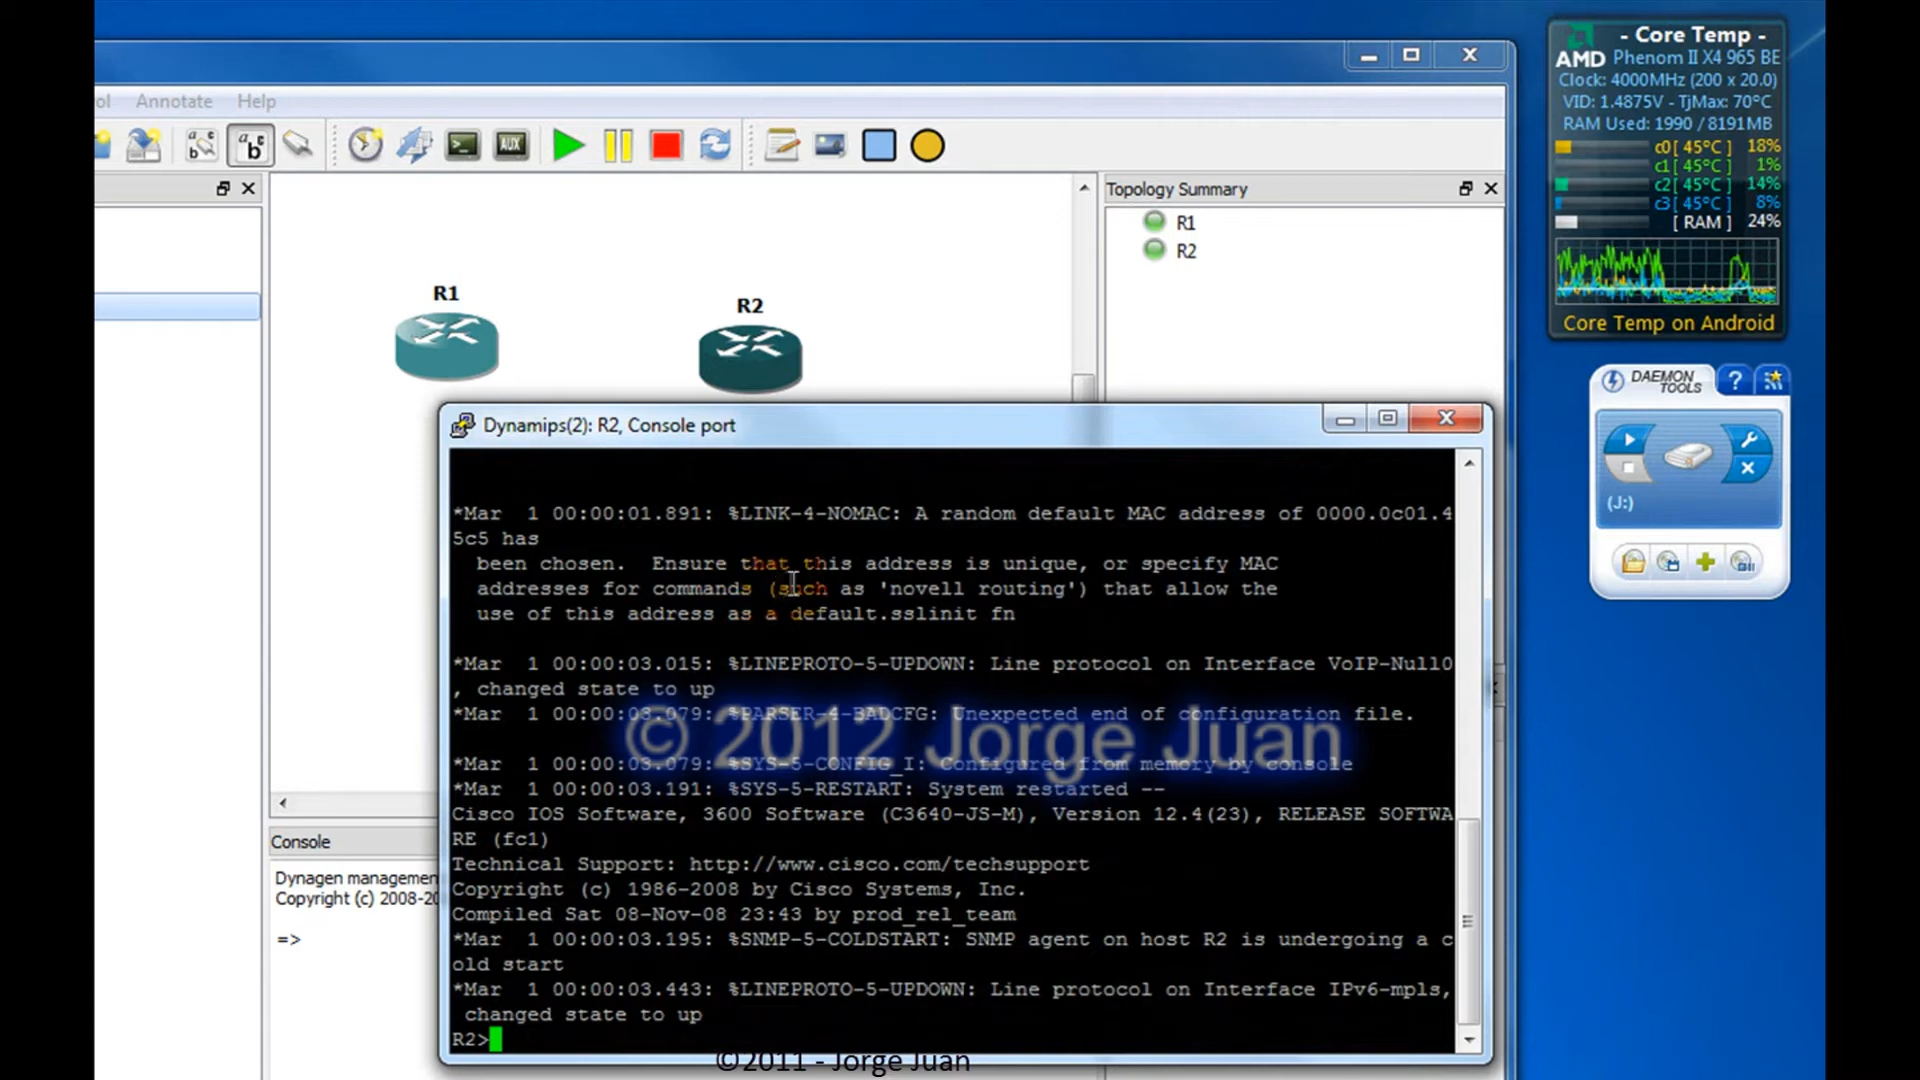 ol Annotate Help
AUX
Topology Summary
R1
R2
R1
R2
Dynamips(2): R2, Console port
*Mar  1 00:00:01.891: %LINK-4-NOMAC: A random default MAC address of 0000.0c01.4
5c5 has
been chosen.  Ensure that this address is unique, or specify MAC
addresses for commands (such as 'novell routing') that allow the
use of this address as a default.sslinit fn
*Mar  1 00:00:03.015: %LINEPROTO-5-UPDOWN: Line protocol on Interface VoIP-Null0
, changed state to up
*Mar  1 00:00:03.079: %PARSER-4-BADCFG: Unexpected end of configuration file.
© 2012 Jorge Juan
*Mar  1 00:00:03.079: %SYS-5-CONFIG_I: Configured from memory by console
*Mar  1 00:00:03.191: %SYS-5-RESTART: System restarted --
Cisco IOS Software, 3600 Software (C3640-JS-M), Version 12.4(23), RELEASE SOFTWA
RE (fc1)
Technical Support: http://www.cisco.com/techsupport
Copyright (c) 1986-2008 by Cisco Systems, Inc.
Compiled Sat 08-Nov-08 23:43 by prod_rel_team
*Mar  1 00:00:03.195: %SNMP-5-COLDSTART: SNMP agent on host R2 is undergoing a c
old start
*Mar  1 00:00:03.443: %LINEPROTO-5-UPDOWN: Line protocol on Interface IPv6-mpls,
changed state to up
R2>
Console
Dynagen managemen
Copyright (c) 2008-20
=>
©2011 - Jorge Juan
- Core Temp -
AMD Phenom II X4 965 BE
Clock: 4000MHz (200 x 20.0)
VID: 1.4875V - TjMax: 70°C
RAM Used: 1990 / 8191MB
c0[ 45°C ] 18%
c1[ 45°C ] 1%
c2[ 45°C ] 14%
c3[ 45°C ] 8%
[ RAM ] 24%
Core Temp on Android
DAEMON
TOOLS
?
(J:)